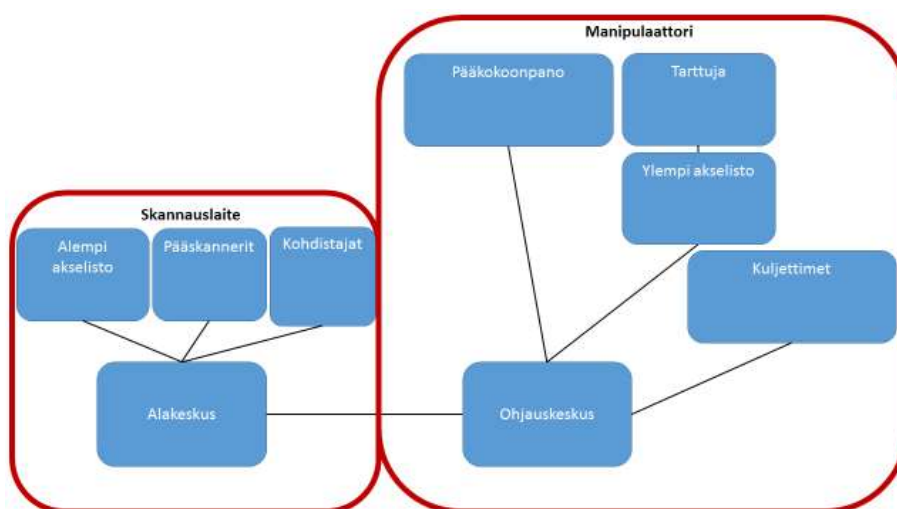 Manipulaattori
Pääkokoonpano
Tarttuja
Ylempi akselisto
Skannauslaite
Alempi
akselisto
Pääskannerit
Kohdistajat
Kuljettimet
Alakeskus
Ohjauskeskus